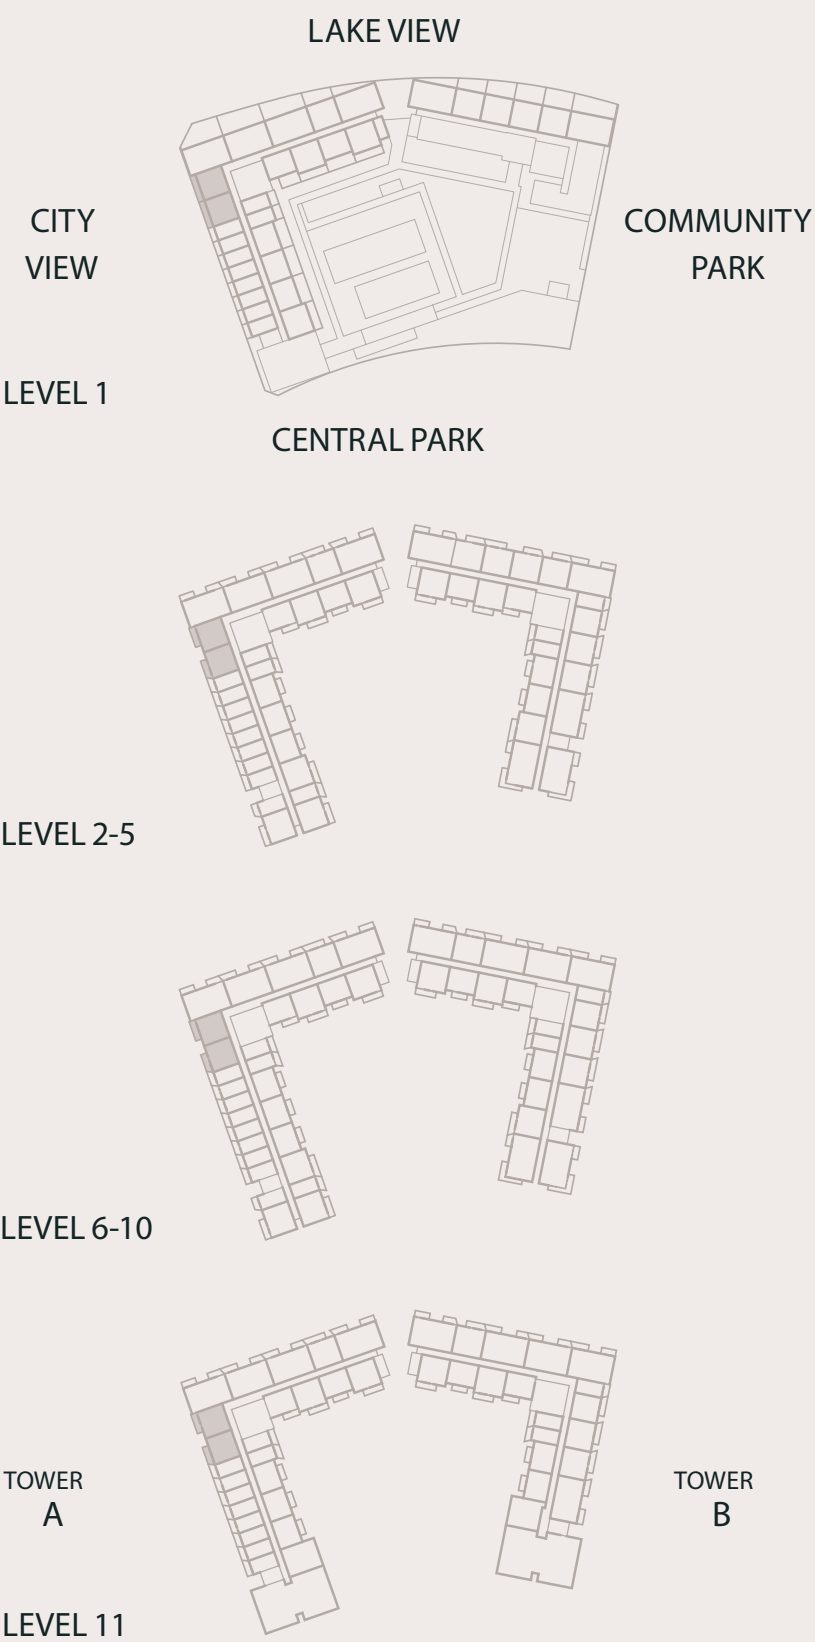 LAKE VIEW
CITY
VIEW
COMMUNITY
PARK
LEVEL 1
CENTRAL PARK
LEVEL 2-5
LEVEL 6-10
TOWER
A
TOWER
B
LEVEL 11